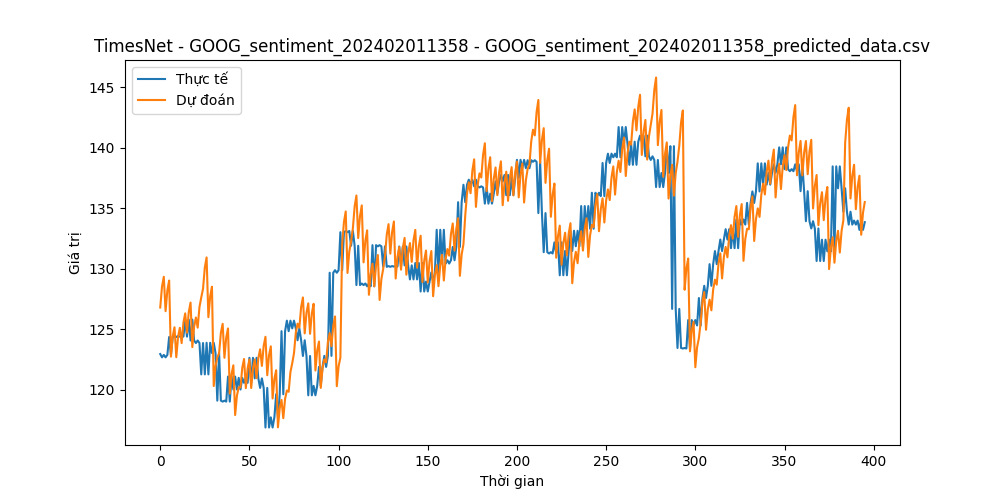 TimesNet - GOOG_sentiment_202402011358 - GOOG_sentiment_202402011358_predicted_data.csv
Thực tế
Dự đoán
Giá trị
145
140
135
130
125
120
0 50 100 150 200 250 300 350 400
Thời gian